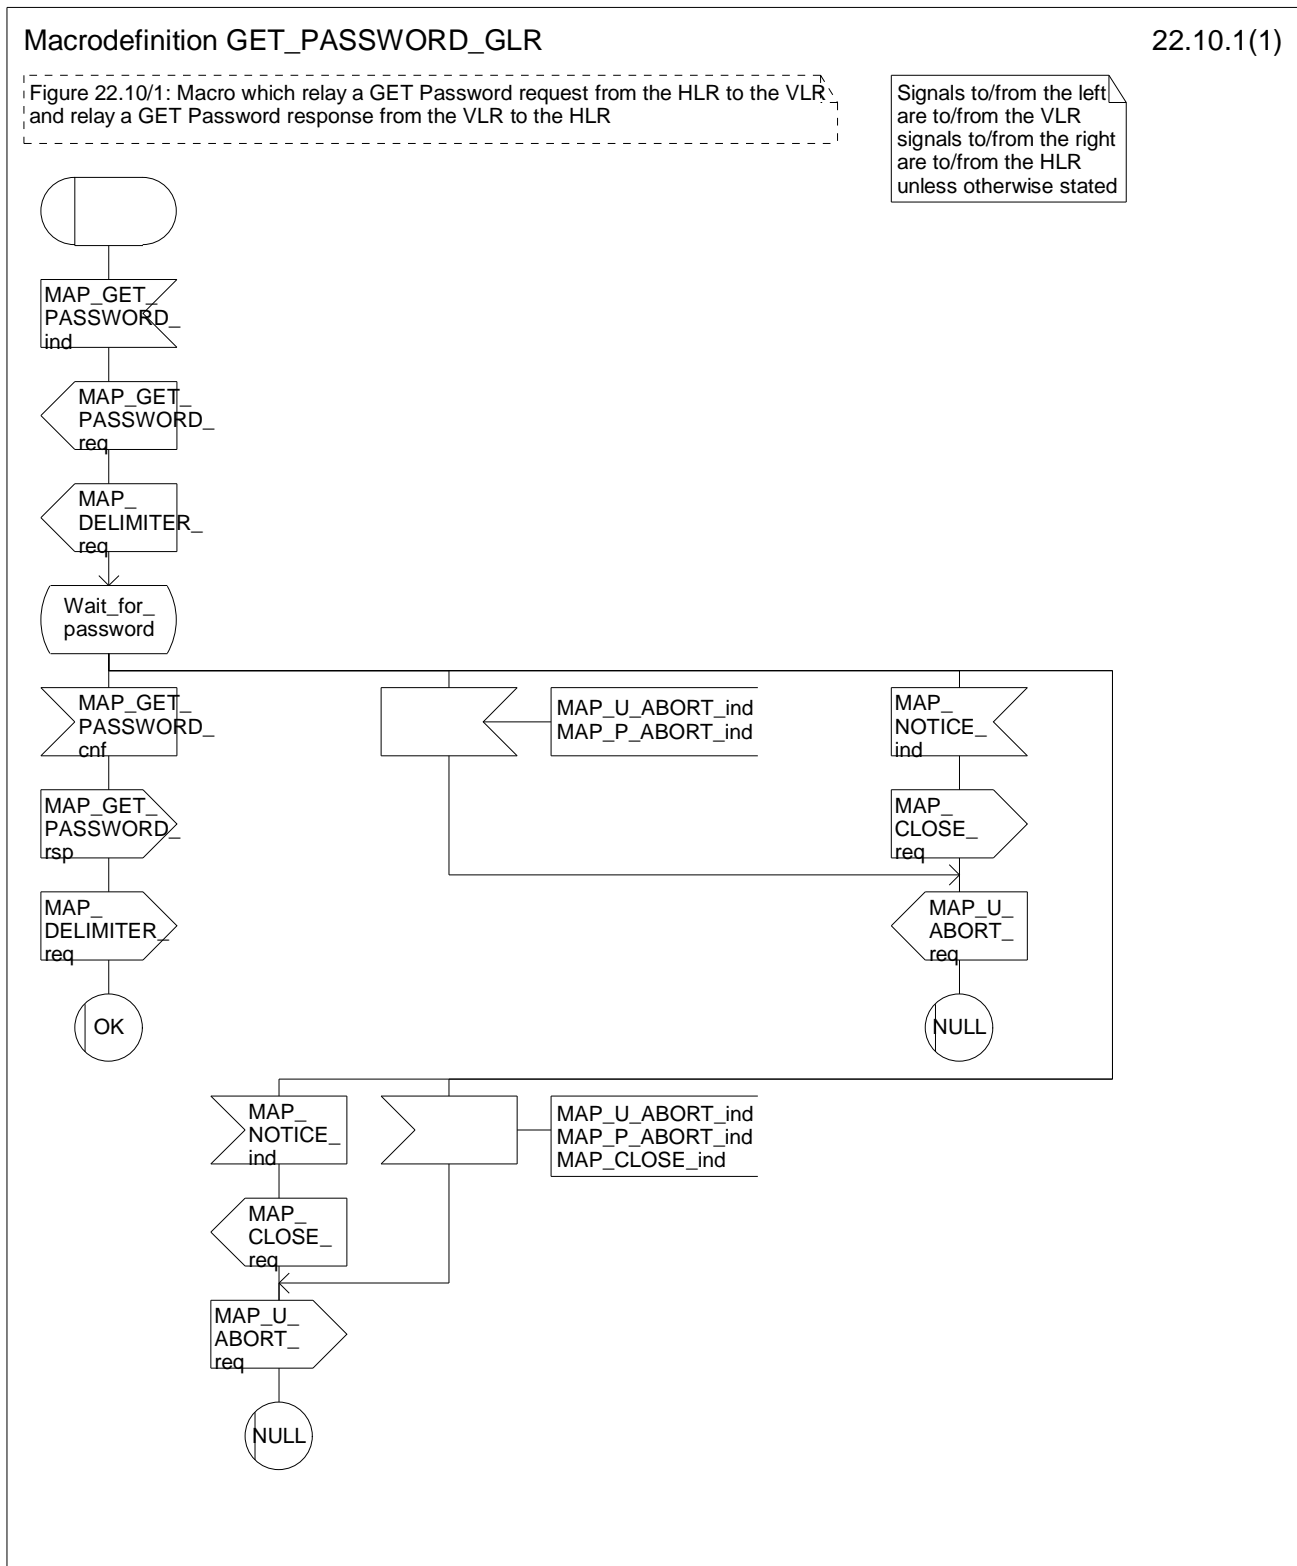 Macrodefinition GET_PASSWORD_GLR
22.10.1(1)
Figure 22.10/1: Macro which relay a GET Password request from the HLR to the VLR
and relay a GET Password response from the VLR to the HLR
Signals to/from the left
are to/from the VLR
signals to/from the right
are to/from the HLR
unless otherwise stated
MAP_GET_
PASSWORD_
ind
MAP_GET_
PASSWORD_
req
MAP_
DELIMITER_
req
Wait_for_
password
MAP_GET_
PASSWORD_
cnf
MAP_U_ABORT_ind
MAP_P_ABORT_ind
MAP_
NOTICE_
ind
MAP_GET_
PASSWORD_
rsp
MAP_
CLOSE_
req
MAP_
DELIMITER_
req
MAP_U_
ABORT_
req
OK
NULL
MAP_
NOTICE_
ind
MAP_U_ABORT_ind
MAP_P_ABORT_ind
MAP_CLOSE_ind
MAP_
CLOSE_
req
MAP_U_
ABORT_
req
NULL